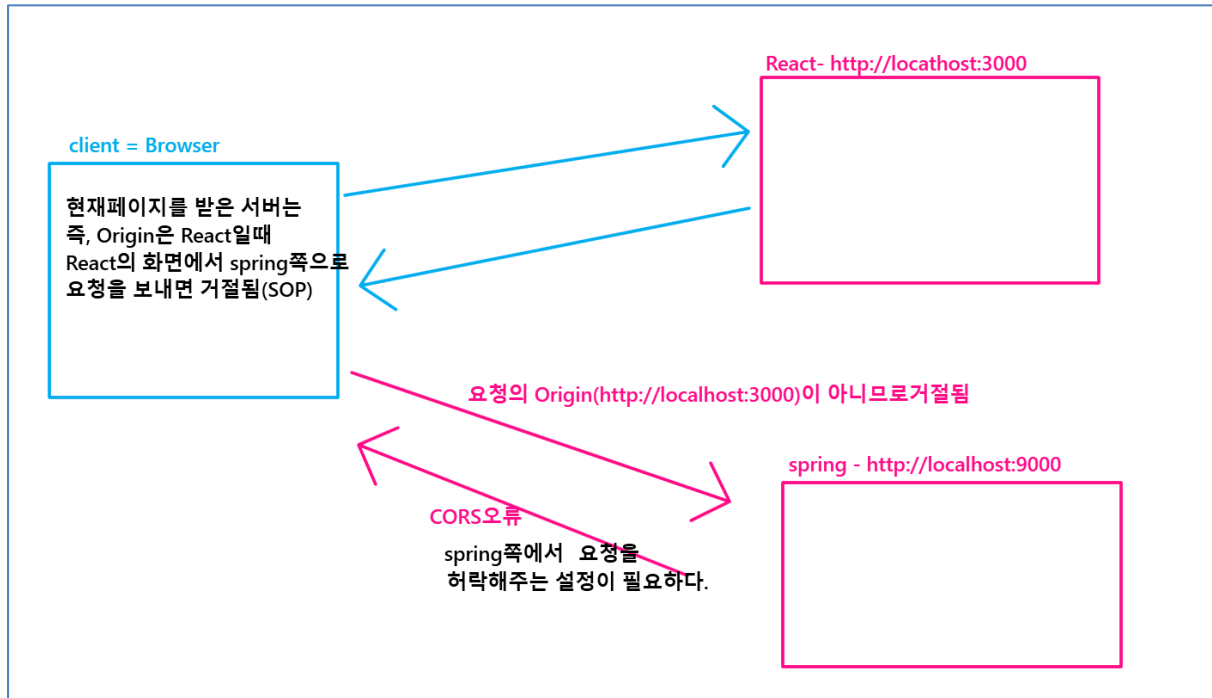 React- http://locathost:3000
client = Browser
현재페이지를 받은 서버는
즉, Origin은 React일때
React의 화면에서 spring쪽으로
요청을 보내면 거절됨(SOP)
요청의 Origin(http://localhost:3000)이 아니므로거절됨
spring - http://localhost:9000
CORS오류
spring쪽에서 요청을
허락해주는 설정이 필요하다.